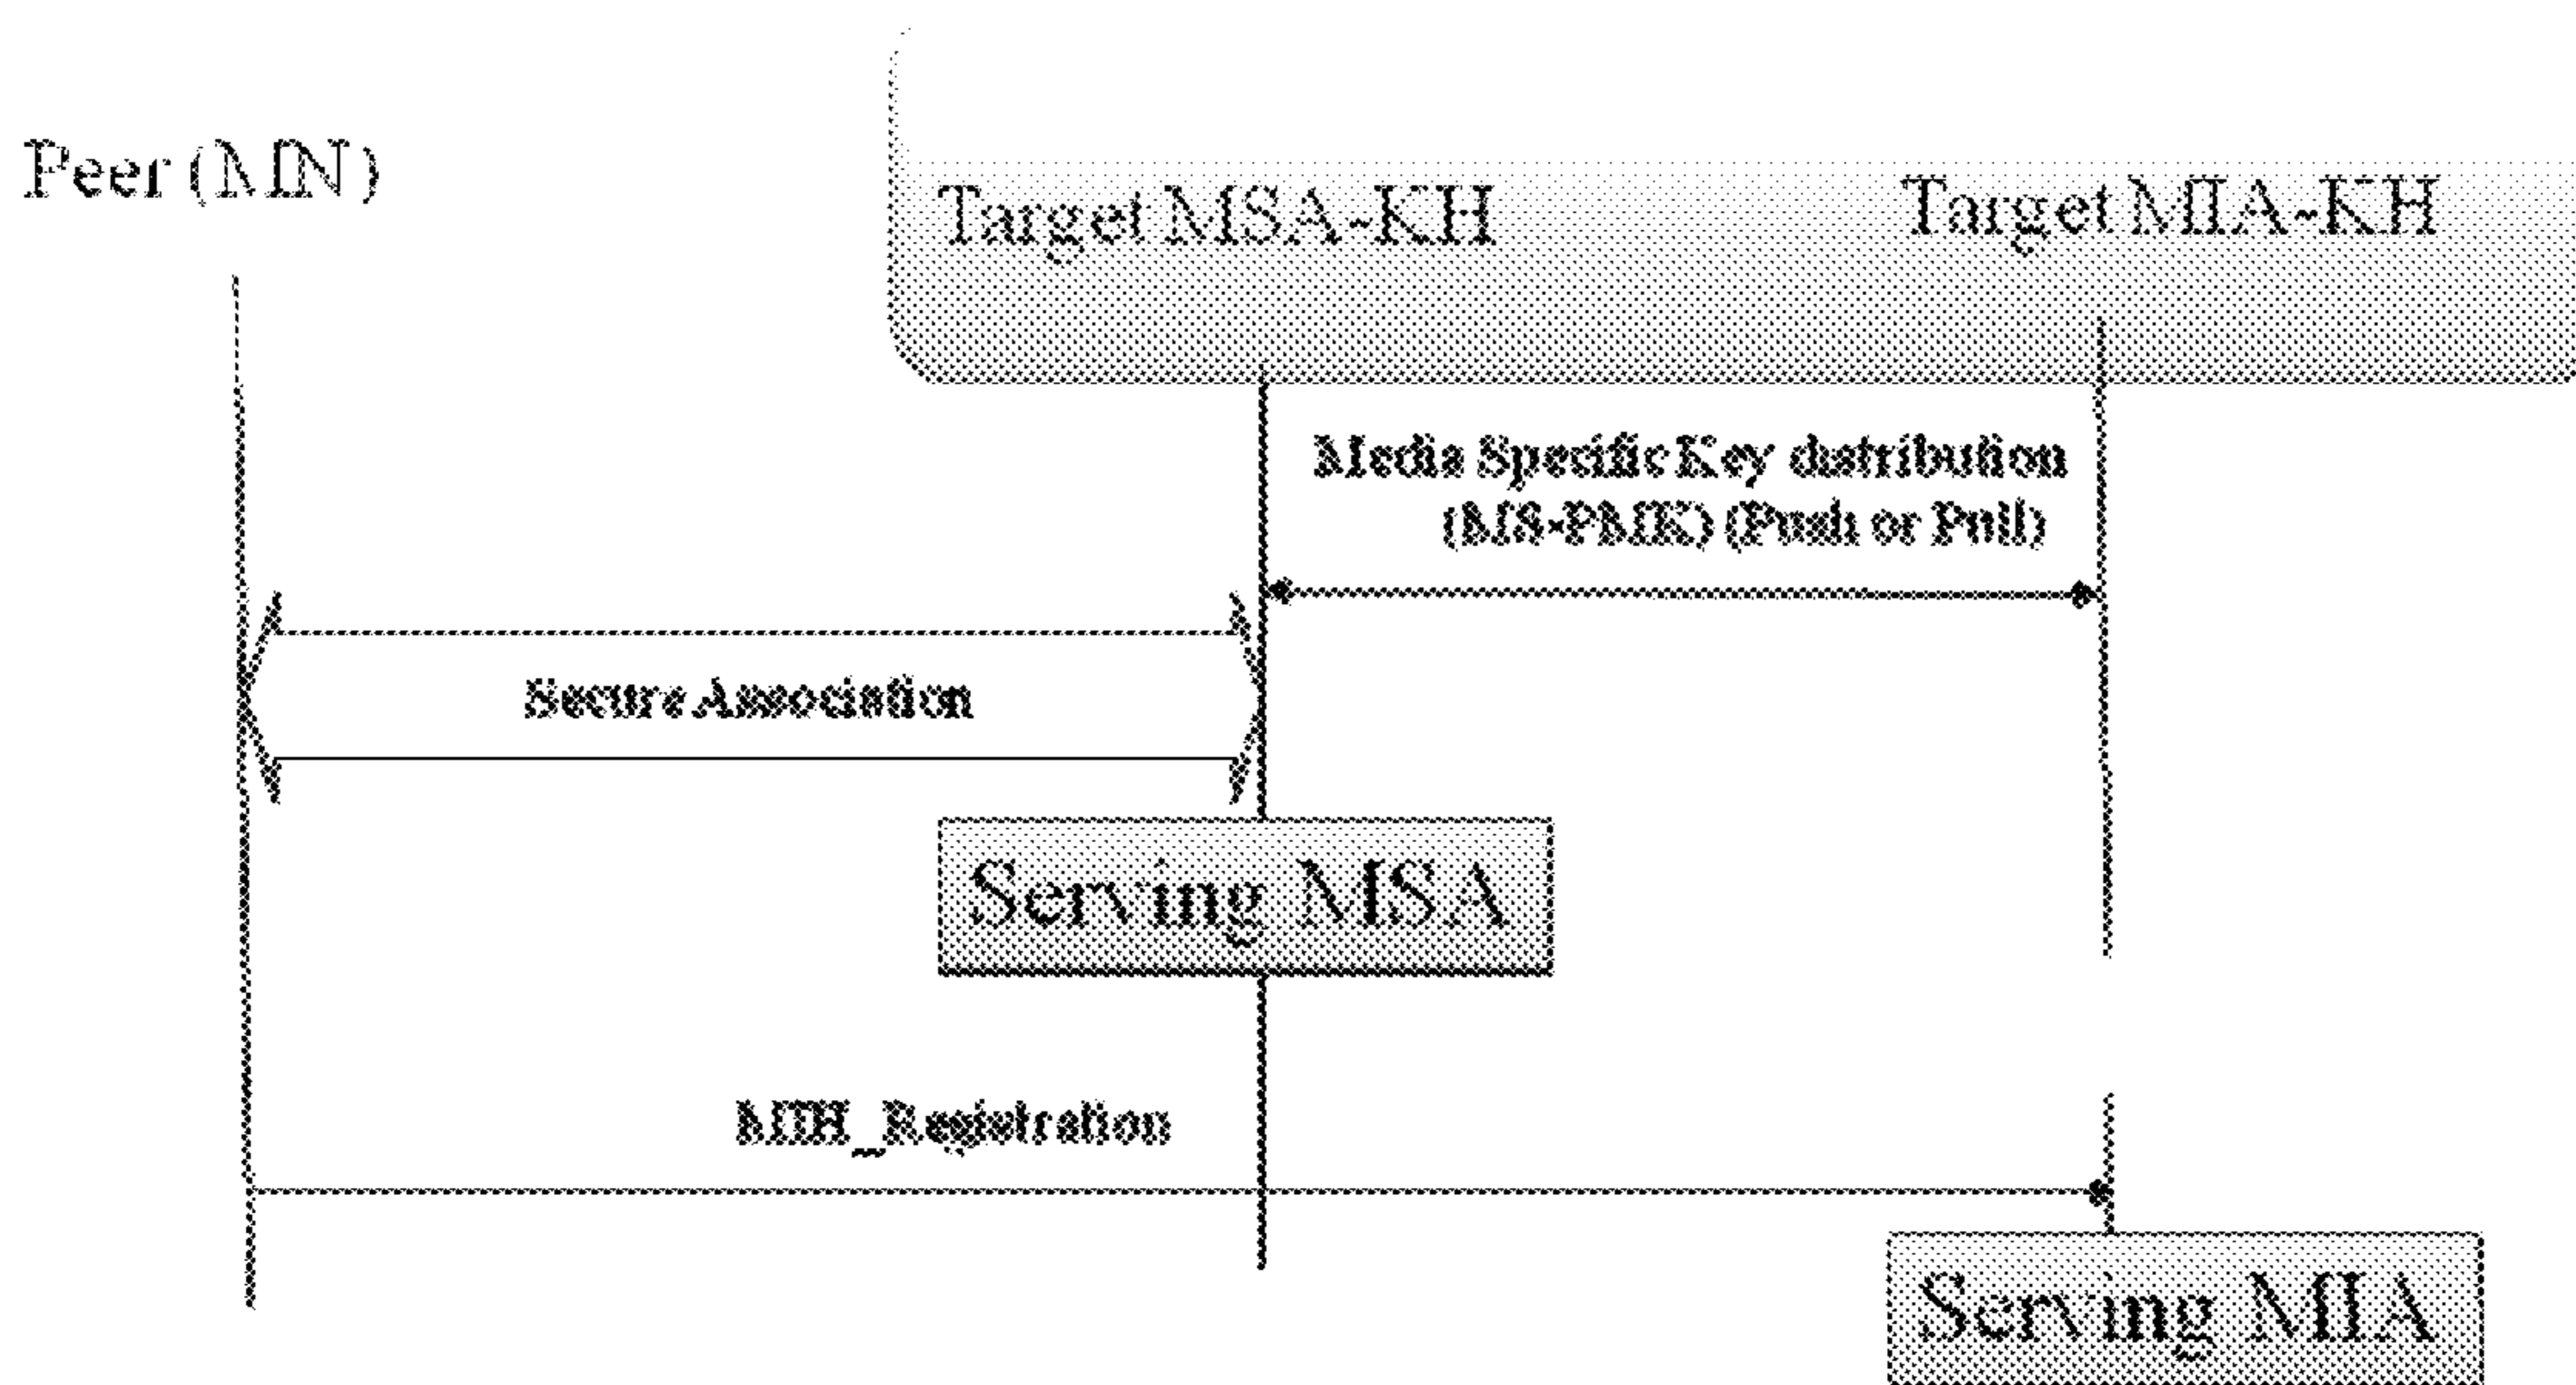 Peer (MN)
Target MSA-KH
Target MIA-KH
Media Specific Key distribution
(MS-PMK) (Push or Pull)
Secure Association
Serving MSA
MIH_Registration
Serving MIA